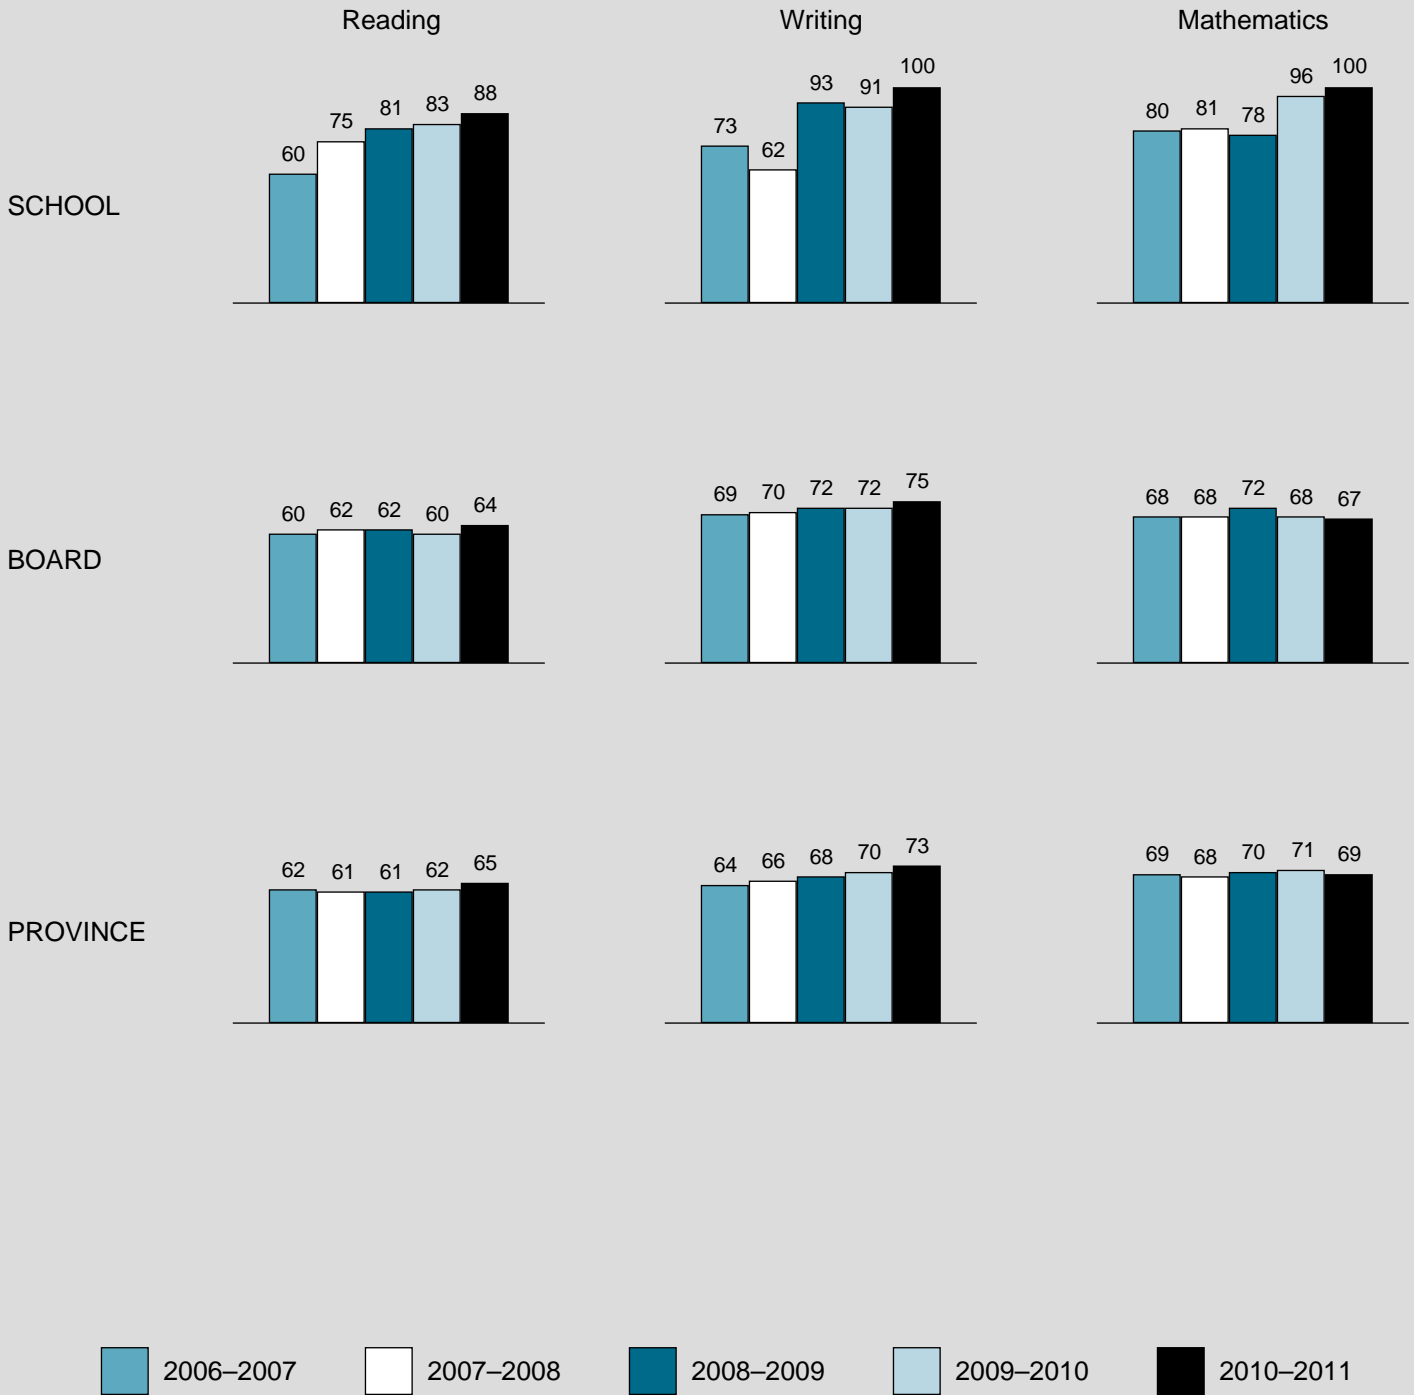 Reading Writing Mathematics
SCHOOL
60 75 81 83 88
73 62 93 91 100
80 81 78 96 100
BOARD
60 62 62 60 64
69 70 72 72 75
68 68 72 68 67
PROVINCE
62 61 61 62 65
64 66 68 70 73
69 68 70 71 69
2006–2007 2007–2008 2008–2009 2009–2010 2010–2011